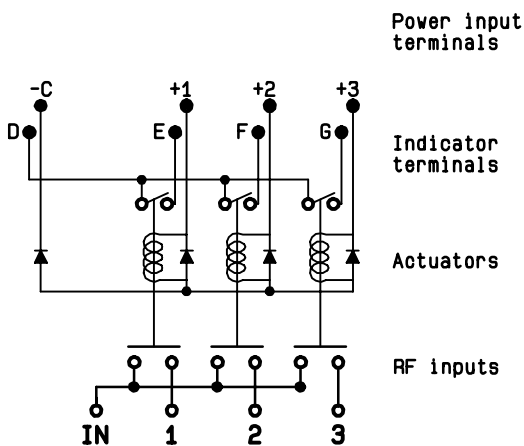 Power input
terminals
-C +1 +2 +3
D E F G
Indicator
terminals
Actuators
RF inputs
IN 1 2 3